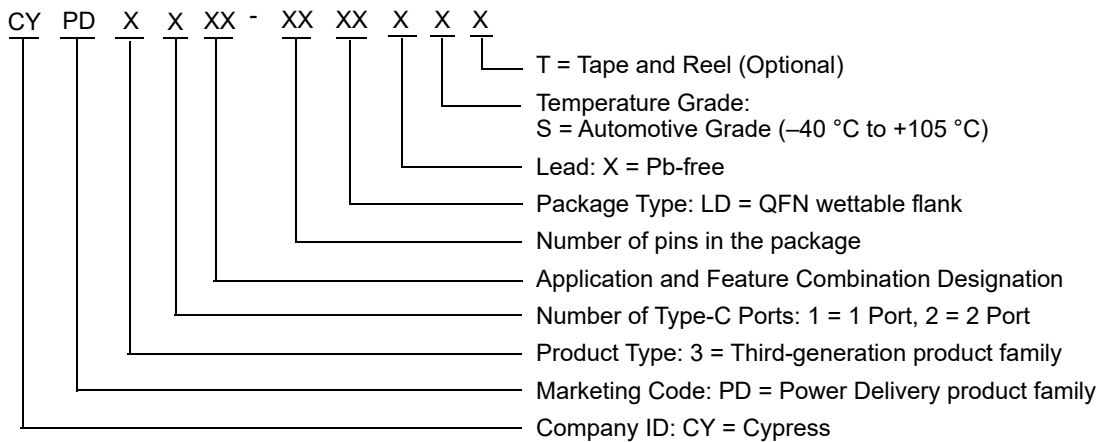 CY PD X X XX - XX XX X X X
T = Tape and Reel (Optional)
Temperature Grade:
S = Automotive Grade (–40 °C to +105 °C)
Lead: X = Pb-free
Package Type: LD = QFN wettable flank
Number of pins in the package
Application and Feature Combination Designation
Number of Type-C Ports: 1 = 1 Port, 2 = 2 Port
Product Type: 3 = Third-generation product family
Marketing Code: PD = Power Delivery product family
Company ID: CY = Cypress